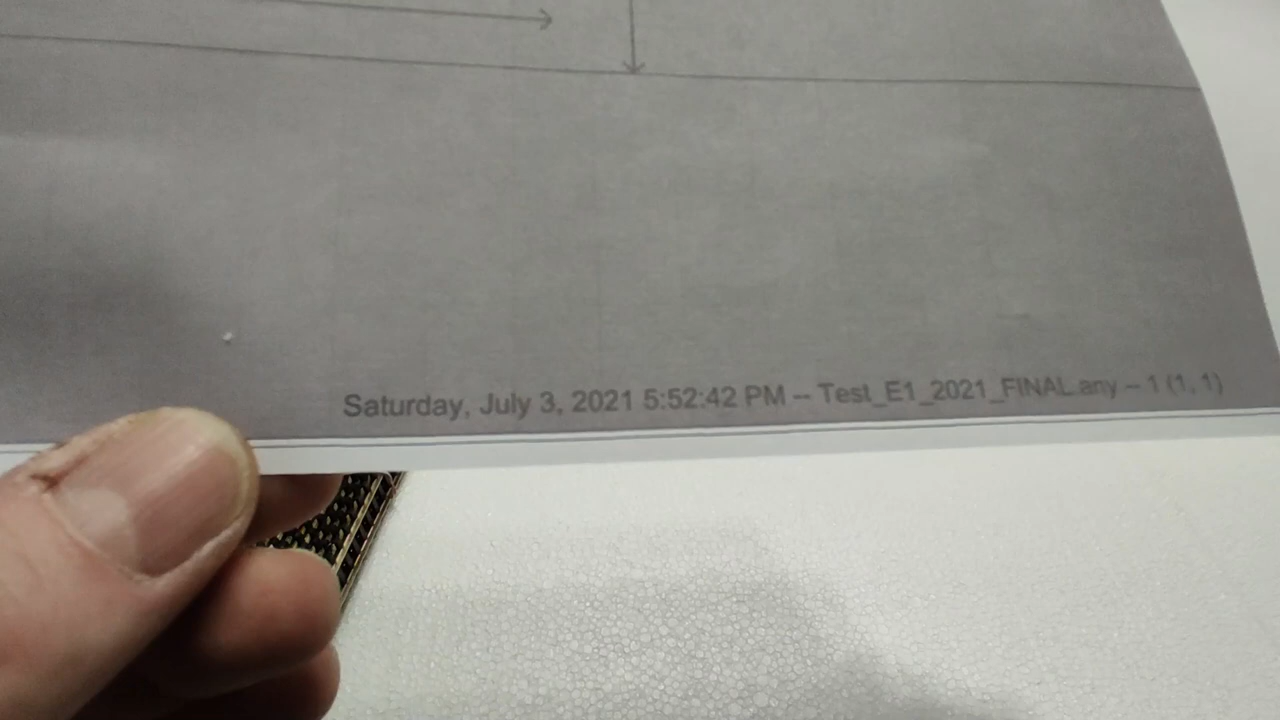 Saturday, July 3, 2021 5:52:42 PM -- Test_E1_2021_FINAL.any -- 1 (1, 1)